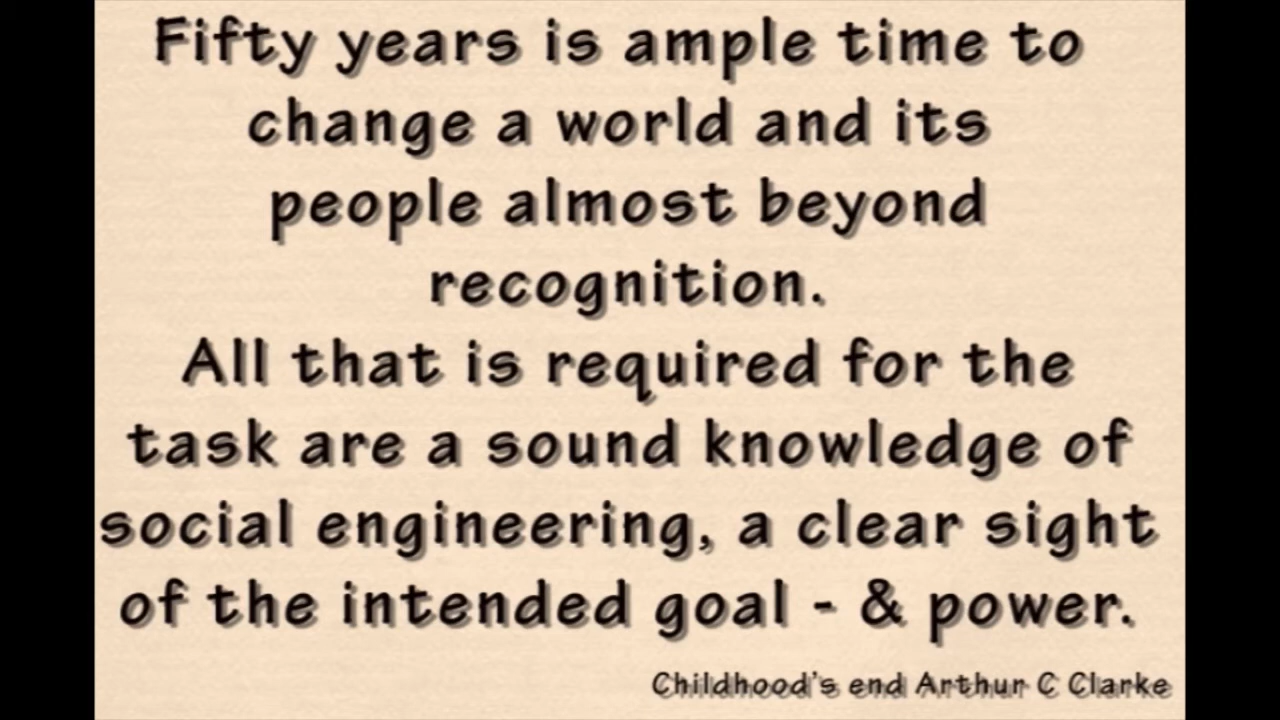 Fifty years is ample time to
change a world and its
people almost beyond
recognition.
All that is required for the
task are a sound knowledge of
social engineering, a clear sight
of the intended goal - & power.
Childhood's end Arthur C Clarke